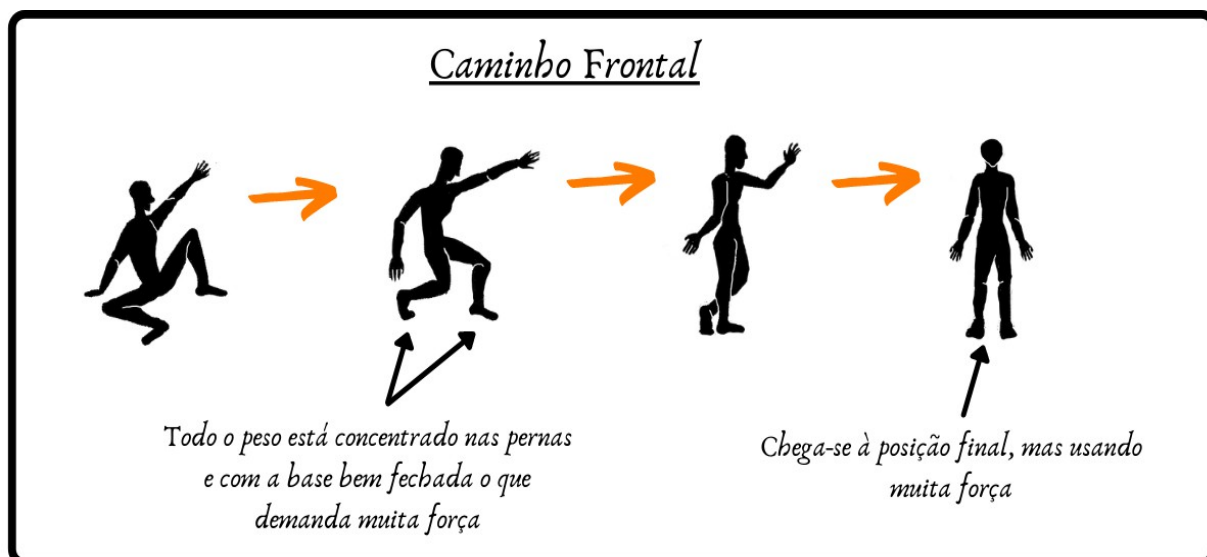 Caminho Frontal
Todo o peso está concentrado nas pernas
e com a base bem fechada o que
demanda muita força
Chega-se à posição final, mas usando
muita força